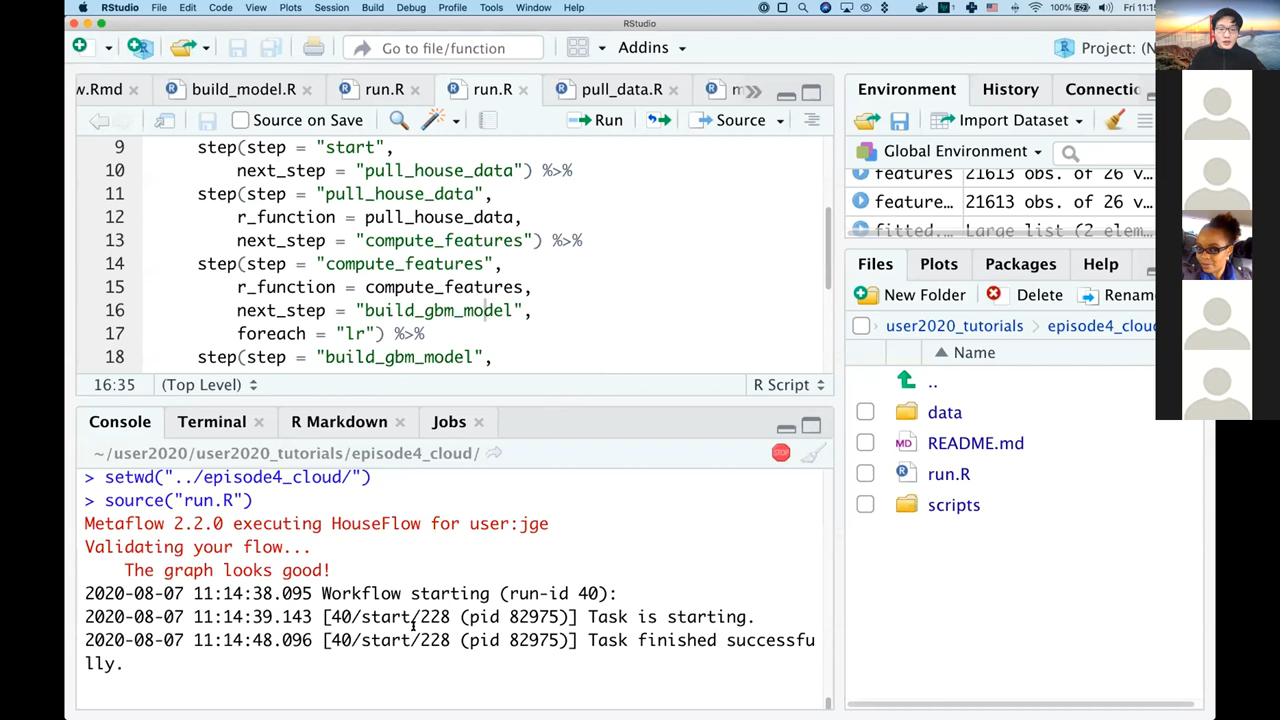 RStudio File Edit Code View Plots Session Build Debug Profile Tools Window Help 1 100% Fri 11:15
RStudio
Go to file/function Addins Project: (N
w.Rmd build_model.R run.R run.R pull_data.R m
Source on Save Run Source
9 step(step = "start",
10 next_step = "pull_house_data") %>%
11 step(step = "pull_house_data",
12 r_function = pull_house_data,
13 next_step = "compute_features") %>%
14 step(step = "compute_features",
15 r_function = compute_features,
16 next_step = "build_gbm_model",
17 foreach = "lr") %>%
18 step(step = "build_gbm_model",
16:35 (Top Level) R Script
Console Terminal R Markdown Jobs
~/user2020/user2020_tutorials/episode4_cloud/
> setwd("../episode4_cloud/")
> source("run.R")
Metaflow 2.2.0 executing HouseFlow for user:jge
Validating your flow...
The graph looks good!
2020-08-07 11:14:38.095 Workflow starting (run-id 40):
2020-08-07 11:14:39.143 [40/start/228 (pid 82975)] Task is starting.
2020-08-07 11:14:48.096 [40/start/228 (pid 82975)] Task finished successfu
lly.
Environment History Connectio
Import Dataset
Global Environment
features 21613 obs. of 26 v…
feature… 21613 obs. of 26 v…
fitted.… Large list (2 elem…
Files Plots Packages Help
New Folder Delete Renam
user2020_tutorials episode4_clou
Name
..
data
README.md
run.R
scripts